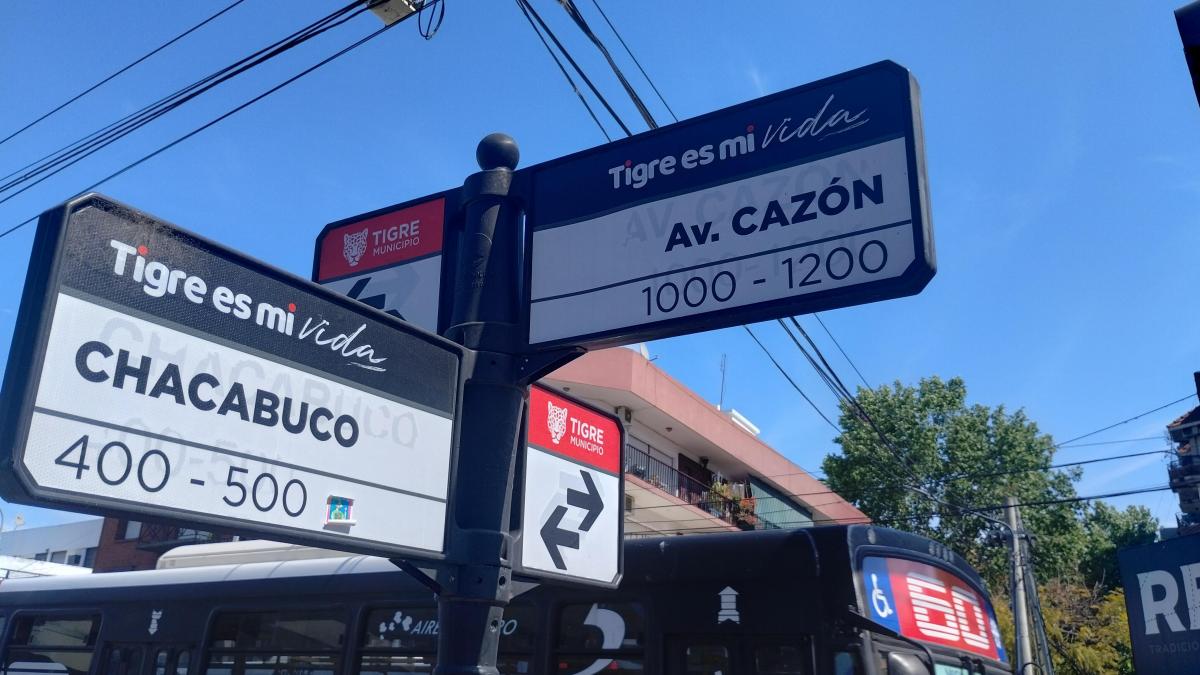 Tigre es mi vida
CHACABUCO
400 - 500
TIGRE
MUNICIPIO
Tigre es mi vida
Av. CAZÓN
1000 - 1200
TIGRE
MUNICIPIO
60
AIRE